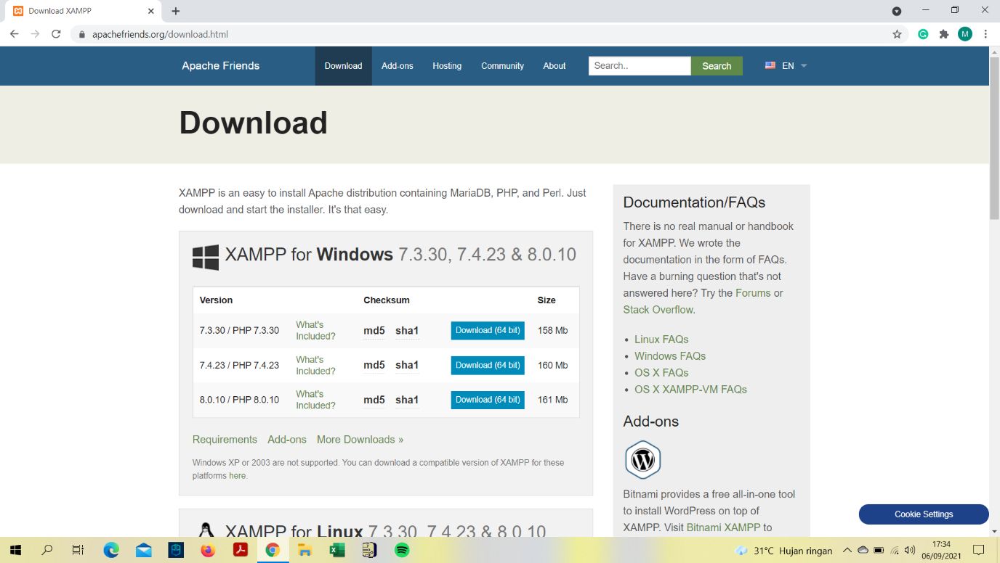 Download XAMPP
apachefriends.org/download.html
M
Apache Friends
Download
Add-ons
Hosting
Community
About
Search..
Search
EN
Download
XAMPP is an easy to install Apache distribution containing MariaDB, PHP, and Perl. Just
download and start the installer. It's that easy.
XAMPP for Windows 7.3.30, 7.4.23 & 8.0.10
Version Checksum Size
7.3.30 / PHP 7.3.30 What's Included? md5 sha1 Download (64 bit) 158 Mb
7.4.23 / PHP 7.4.23 What's Included? md5 sha1 Download (64 bit) 160 Mb
8.0.10 / PHP 8.0.10 What's Included? md5 sha1 Download (64 bit) 161 Mb
Requirements Add-ons More Downloads »
Windows XP or 2003 are not supported. You can download a compatible version of XAMPP for these
platforms here.
XAMPP for Linux 7.3.30, 7.4.23 & 8.0.10
Documentation/FAQs
There is no real manual or handbook
for XAMPP. We wrote the
documentation in the form of FAQs.
Have a burning question that's not
answered here? Try the Forums or
Stack Overflow.
Linux FAQs
Windows FAQs
OS X FAQs
OS X XAMPP-VM FAQs
Add-ons
Bitnami provides a free all-in-one tool
to install WordPress on top of
XAMPP. Visit Bitnami XAMPP to
Cookie Settings
31°C Hujan ringan
17:34
06/09/2021